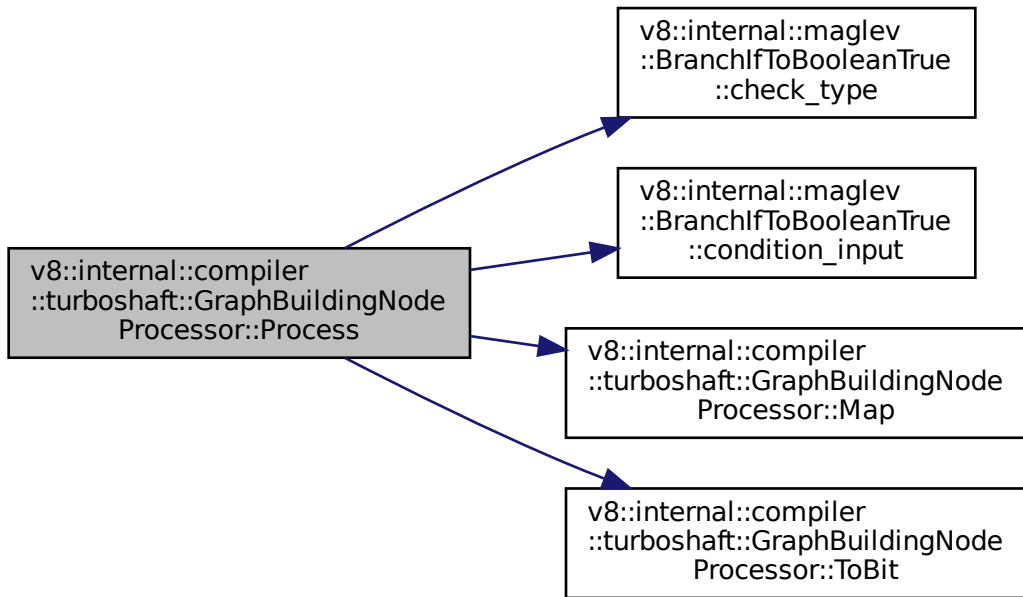 v8::internal::maglev
::BranchIfToBooleanTrue
::check_type
v8::internal::maglev
::BranchIfToBooleanTrue
::condition_input
v8::internal::compiler
::turboshaft::GraphBuildingNode
Processor::Process
v8::internal::compiler
::turboshaft::GraphBuildingNode
Processor::Map
v8::internal::compiler
::turboshaft::GraphBuildingNode
Processor::ToBit